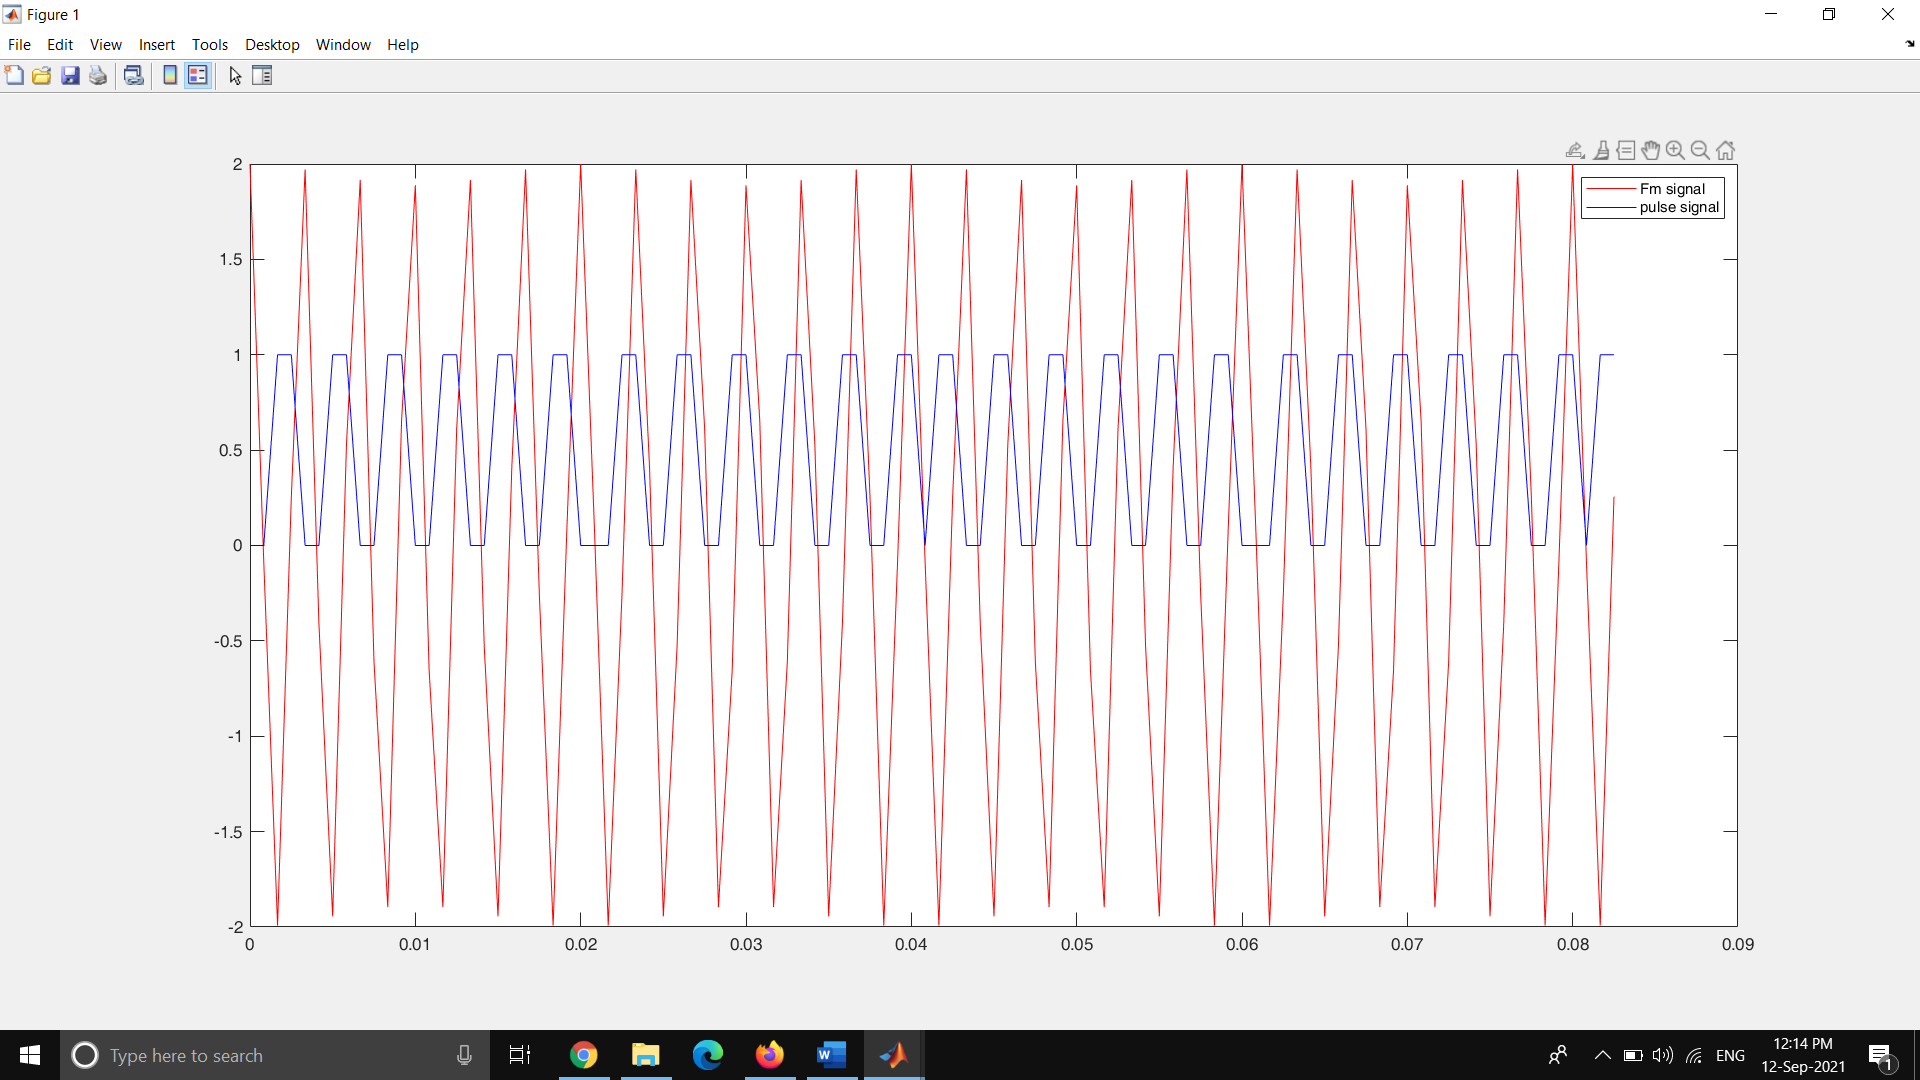 Figure 1
File Edit View Insert Tools Desktop Window Help
2
1.5
1
0.5
0
-0.5
-1
-1.5
-2
0 0.01 0.02 0.03 0.04 0.05 0.06 0.07 0.08 0.09
Fm signal
pulse signal
Type here to search
W
ENG
12:14 PM
12-Sep-2021
1